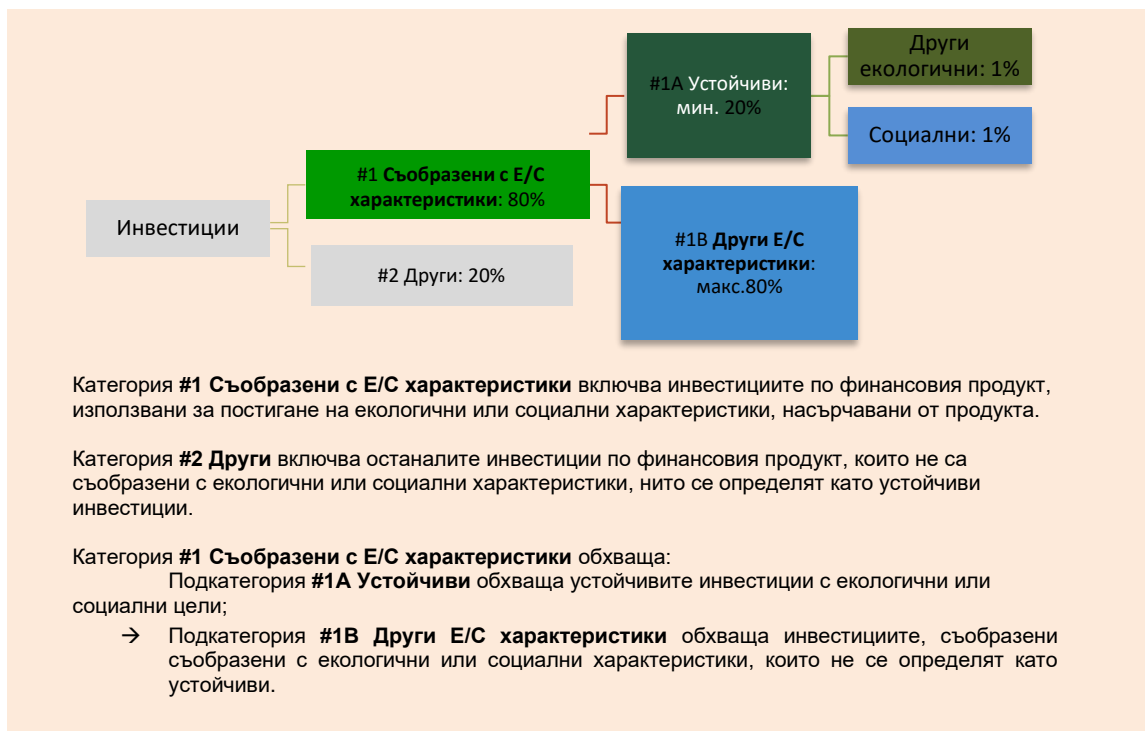 Други
екологични: 1%
#1А Устойчиви:
мин. 20%
Социални: 1%
#1 Съобразени с Е/С
характеристики: 80%
Инвестиции
#1В Други Е/С
характеристики:
макс.80%
#2 Други: 20%
Категория #1 Съобразени с Е/С характеристики включва инвестициите по финансовия продукт,
използвани за постигане на екологични или социални характеристики, насърчавани от продукта.
Категория #2 Други включва останалите инвестиции по финансовия продукт, които не са
съобразени с екологични или социални характеристики, нито се определят като устойчиви
инвестиции.
Категория #1 Съобразени с Е/С характеристики обхваща:
Подкатегория #1А Устойчиви обхваща устойчивите инвестиции с екологични или
социални цели;
→ Подкатегория #1В Други Е/С характеристики обхваща инвестициите, съобразени
съобразени с екологични или социални характеристики, които не се определят като
устойчиви.